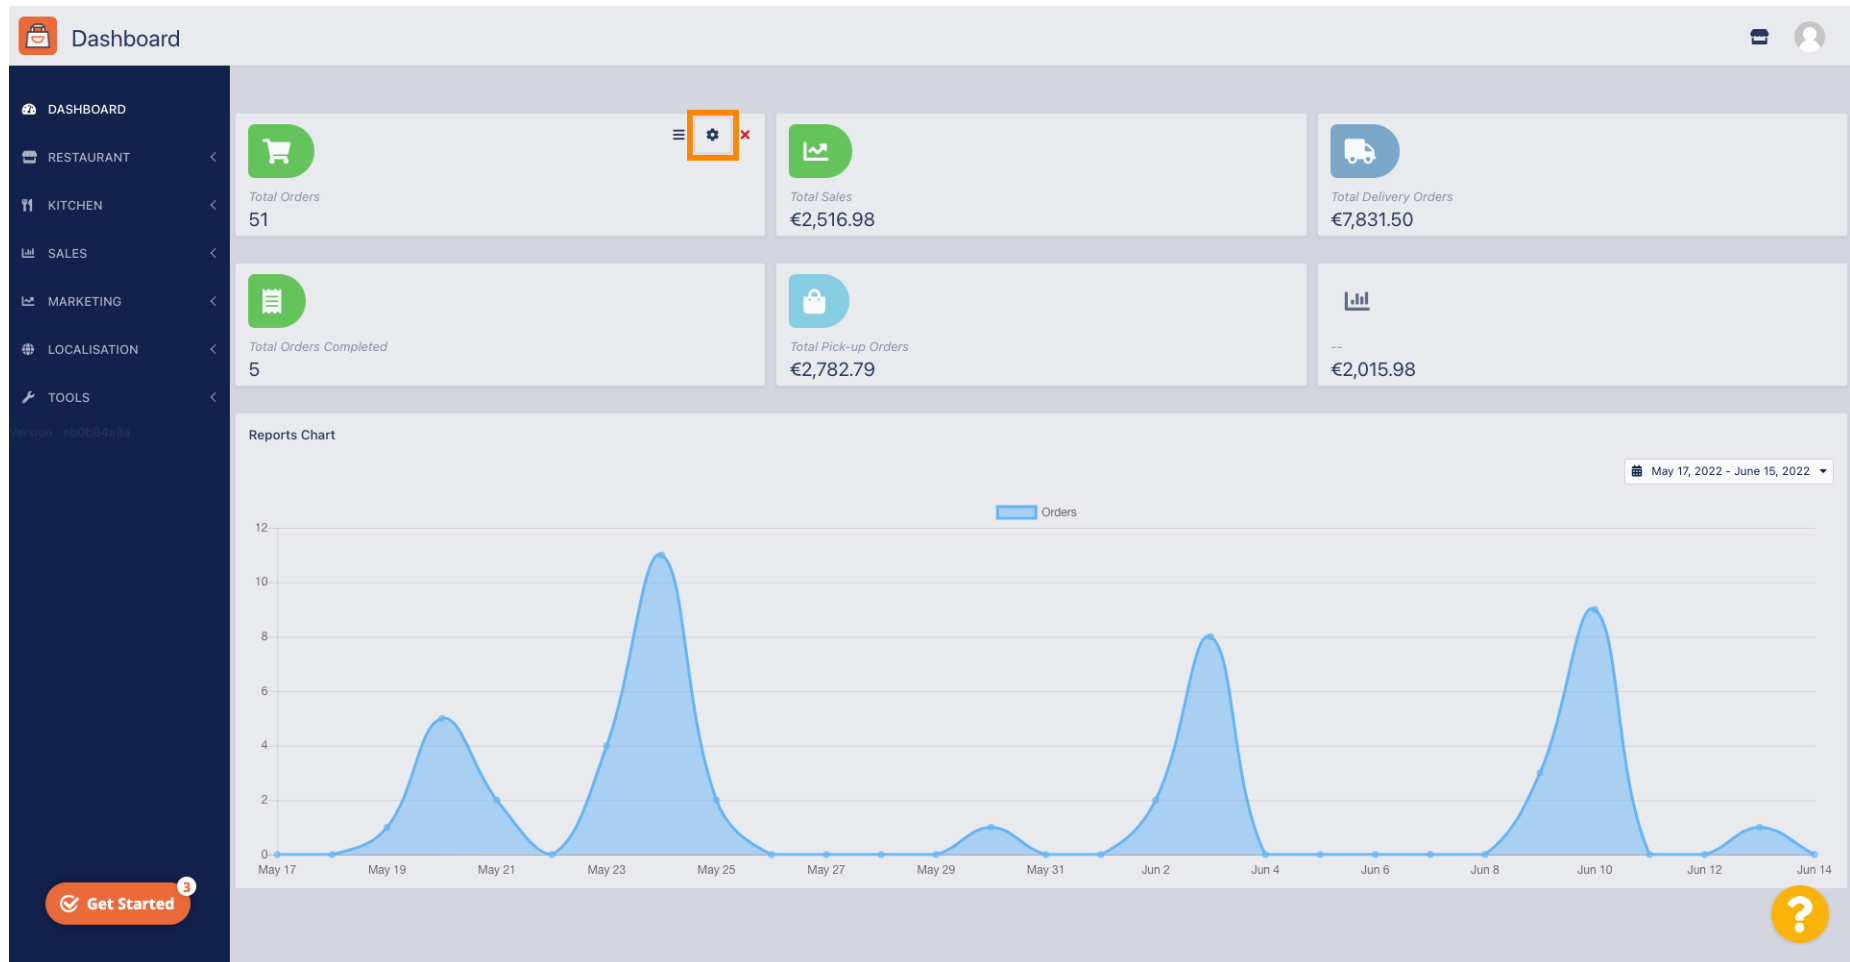 Dashboard
DASHBOARD
RESTAURANT
KITCHEN
SALES
MARKETING
LOCALISATION
TOOLS
Version : eb0b84a8a
Total Orders
51
Total Sales
€2,516.98
Total Delivery Orders
€7,831.50
Total Orders Completed
5
Total Pick-up Orders
€2,782.79
--
€2,015.98
Reports Chart
May 17, 2022 - June 15, 2022
Orders
12
10
8
6
4
2
0
May 17 May 19 May 21 May 23 May 25 May 27 May 29 May 31 Jun 2 Jun 4 Jun 6 Jun 8 Jun 10 Jun 12 Jun 14
3
Get Started
?